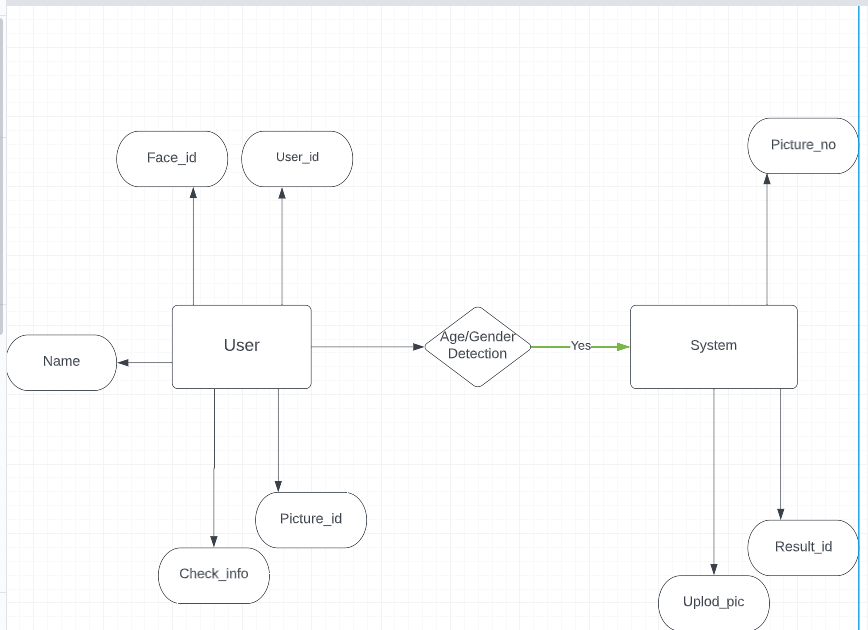 Picture_no
Face_id
User_id
User
Age/Gender
Detection
Yes
System
Name
Picture_id
Result_id
Check_info
Uplod_pic